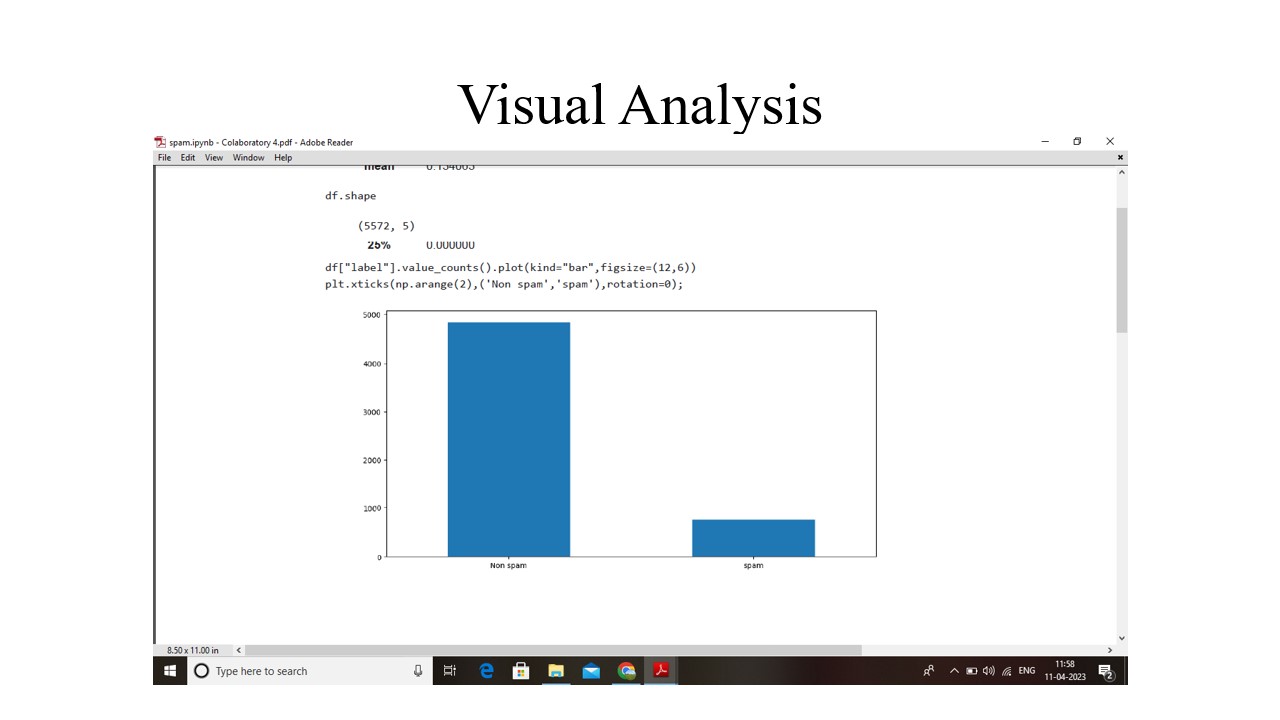 Visual Analysis
spam.ipynb - Colaboratory 4.pdf - Adobe Reader
File Edit View Window Help
mean 0.134063
df.shape
(5572, 5)
25% 0.000000
df["label"].value_counts().plot(kind="bar",figsize=(12,6))
plt.xticks(np.arange(2),('Non spam','spam'),rotation=0);
5000
4000
3000
2000
1000
0
Non spam spam
8.50 x 11.00 in
Type here to search
ENG
11:58
11-04-2023
2